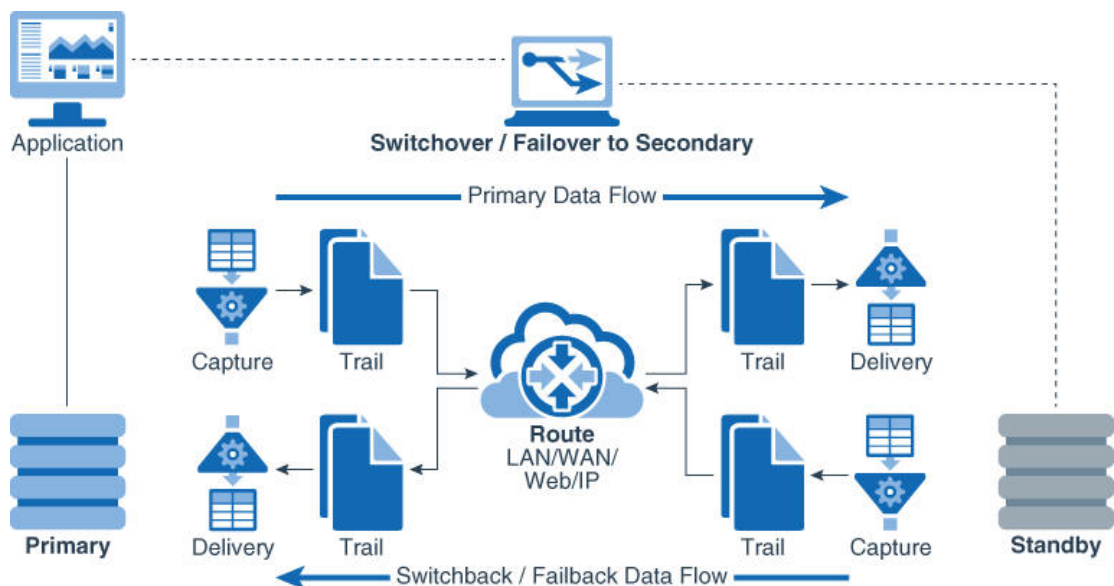 Application
Switchover / Failover to Secondary
Primary Data Flow
Capture
Trail
Trail
Delivery
Route
LAN/WAN/
Web/IP
Primary
Delivery
Trail
Trail
Capture
Standby
Switchback / Failback Data Flow